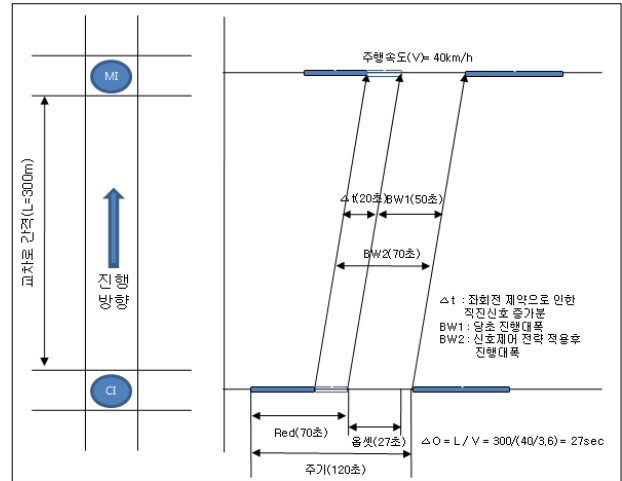 주행속도(V)= 40km/h
MI
교차로 간격(L=300m)
진행
방향
△t(20초)
BW1(50초)
BW2(70초)
△t : 좌회전 제약으로 인한
직진신호 증가분
BW1 : 당초 진행대폭
BW2 : 신호제어 전략 적용후
진행대폭
CI
Red(70초)
옵셋(27초)
△O = L / V = 300/(40/3,6) = 27sec
주기(120초)